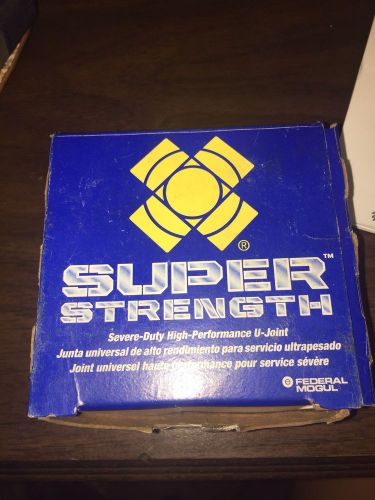 ®
SUPER™
STRENGTH
Severe-Duty High-Performance U-Joint
Junta universal de alto rendimiento para servicio ultrapesado
Joint universel haute performance pour service sévère
FEDERAL
MOGUL